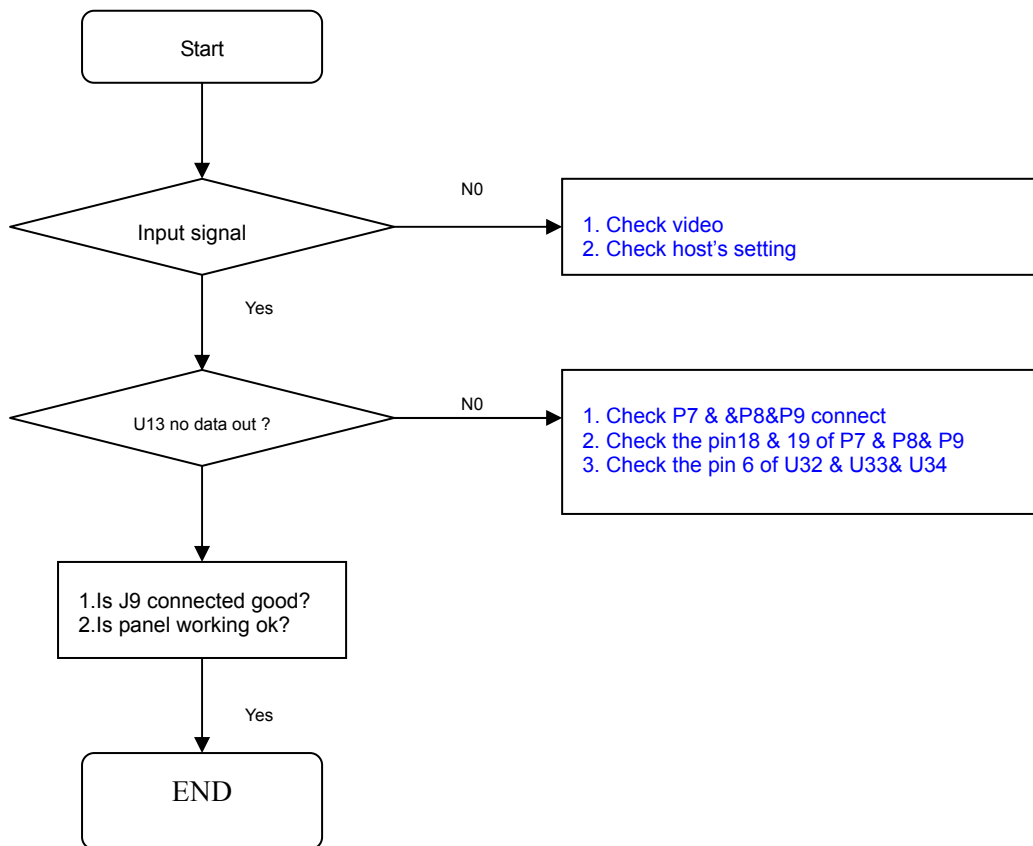 Start
N0
Input signal
1. Check video
2. Check host’s setting
Yes
U13 no data out ?
N0
1. Check P7 & &P8&P9 connect
2. Check the pin18 & 19 of P7 & P8& P9
3. Check the pin 6 of U32 & U33& U34
1.Is J9 connected good?
2.Is panel working ok?
Yes
END